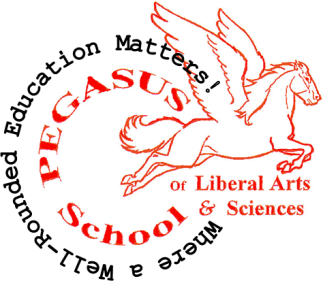 Where a Well-Rounded Education Matters!
PEGASUS
School
Of Liberal Arts
& Sciences